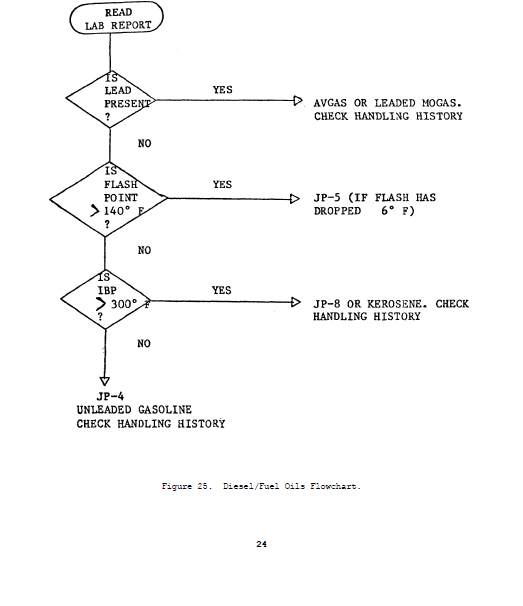 READ
LAB REPORT
IS
LEAD
PRESENT
?
YES
AVGAS OR LEADED MOGAS.
CHECK HANDLING HISTORY
NO
IS
FLASH
POINT
> 140° F
?
YES
JP-5 (IF FLASH HAS
DROPPED 6° F)
NO
IS
IBP
> 300° F
?
YES
JP-8 OR KEROSENE. CHECK
HANDLING HISTORY
NO
JP-4
UNLEADED GASOLINE
CHECK HANDLING HISTORY
Figure 25. Diesel/Fuel Oils Flowchart.
24